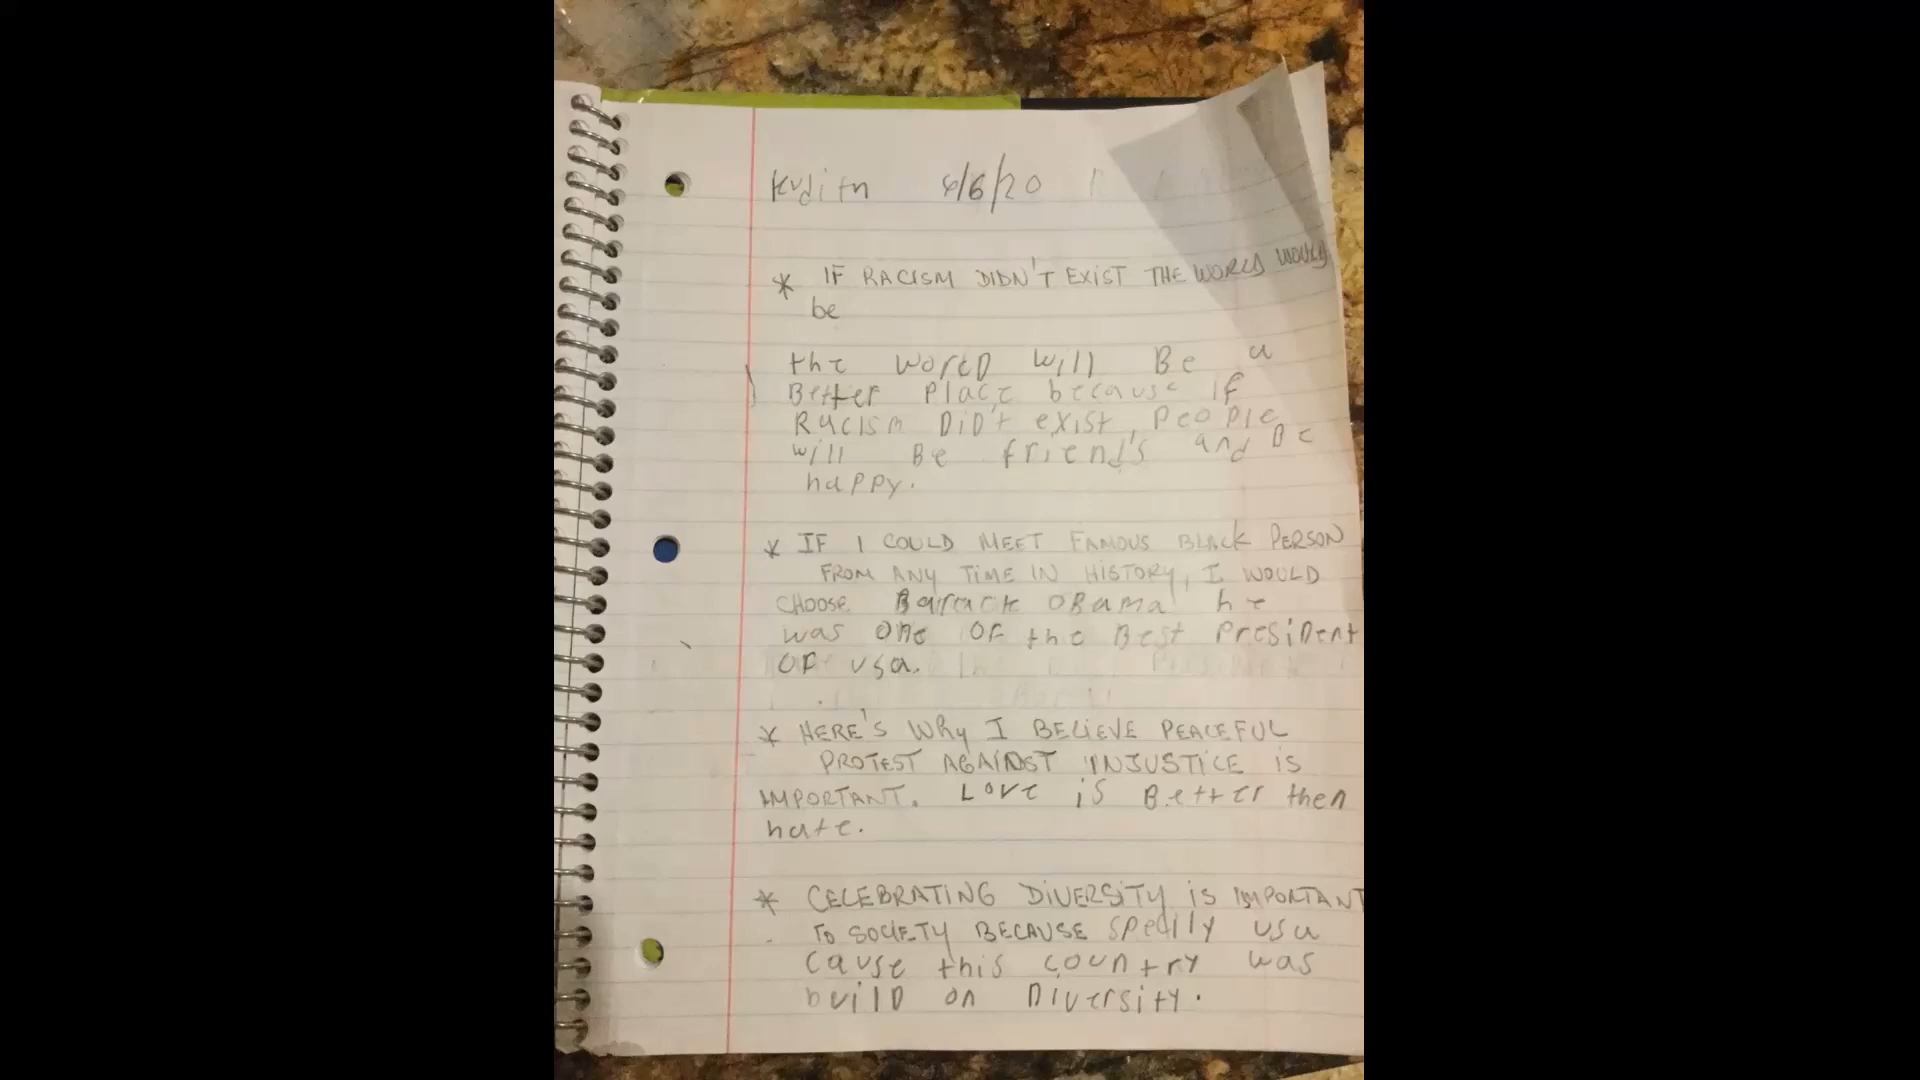 6/6/20
* IF RACISM DIDN'T EXIST THE WORLD WOULD
be
the world will Be a
Better Place because if
Racism DiD't exist, People
will Be friend's and Be
happy.
* IF I COULD MEET FAMOUS BLACK PERSON
FROM ANY TIME IN HISTORY, I WOULD
CHOOSE Barrack OBama he
was one OF the Best PresiDent
OF usa.
* HERE'S Why I BELIEVE PEACEFUL
PROTEST AGAINST INJUSTICE IS
IMPORTANT. Love is Better then
hate.
* CELEBRATING DIVERSITY IS IMPORTANT
TO SOCIETY BECAUSE spedlly usa
cause this country was
build on Diversity.